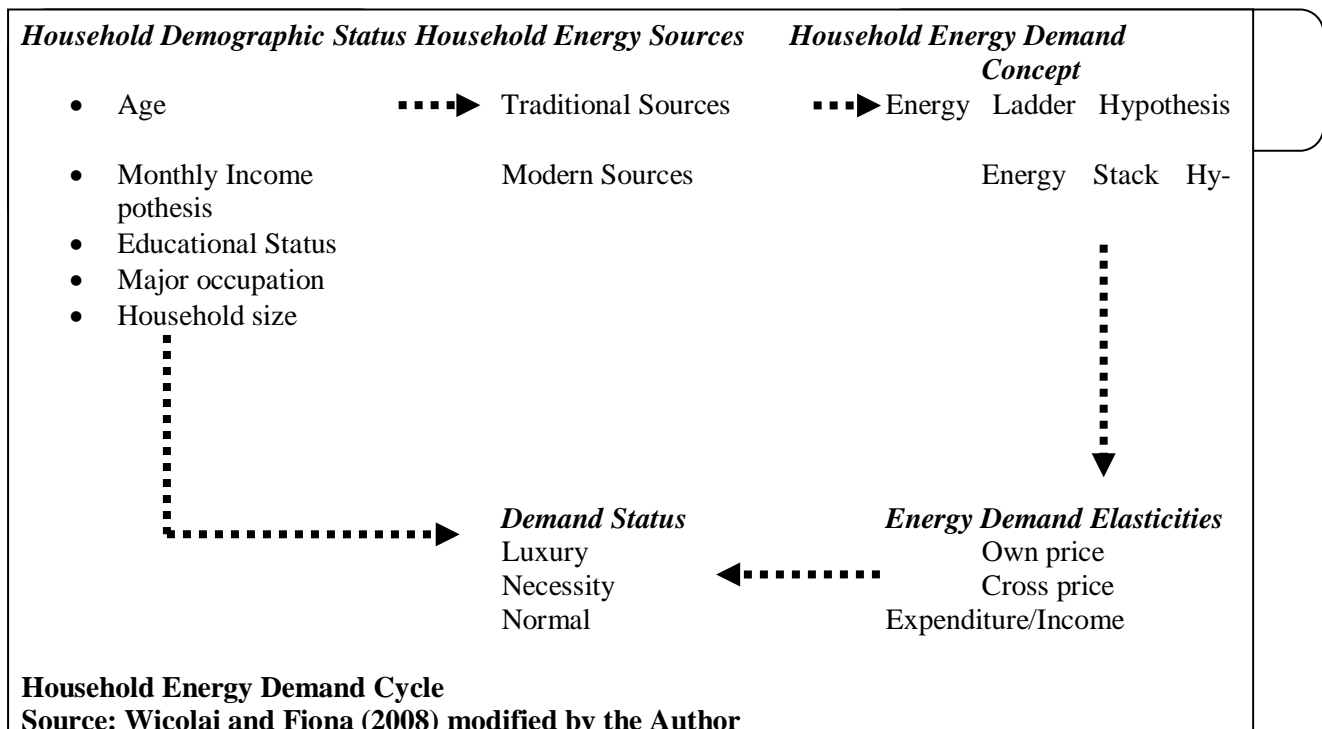 Household Demographic Status Household Energy Sources Household Energy Demand
Concept
• Age Traditional Sources Energy Ladder Hypothesis
• Monthly Income Modern Sources Energy Stack Hy-
pothesis
• Educational Status
• Major occupation
• Household size
Demand Status Energy Demand Elasticities
Luxury Own price
Necessity Cross price
Normal Expenditure/Income
Household Energy Demand Cycle
Source: Wicolai and Fiona (2008) modified by the Author